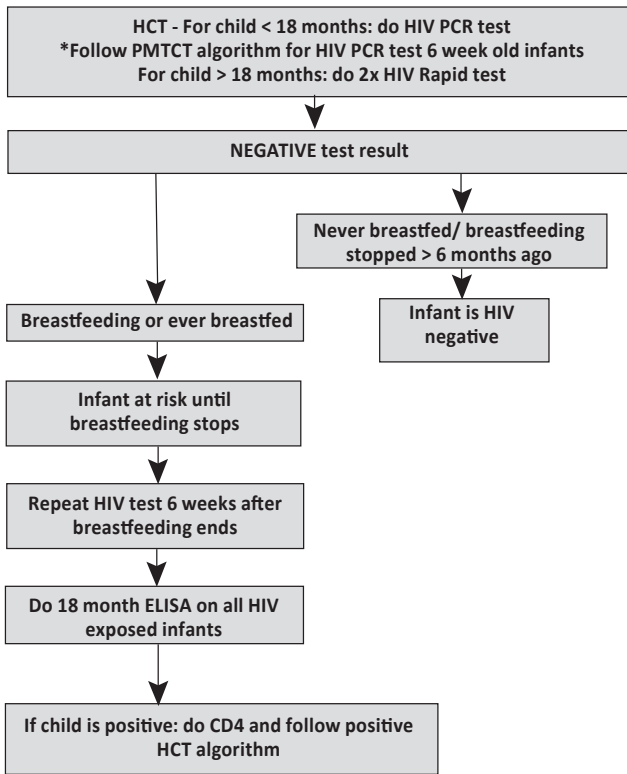 HCT - For child < 18 months: do HIV PCR test
*Follow PMTCT algorithm for HIV PCR test 6 week old infants
For child > 18 months: do 2x HIV Rapid test
NEGATIVE test result
Never breastfed/ breastfeeding
stopped > 6 months ago
Infant is HIV
negative
Breastfeeding or ever breastfed
Infant at risk until
breastfeeding stops
Repeat HIV test 6 weeks after
breastfeeding ends
Do 18 month ELISA on all HIV
exposed infants
If child is positive: do CD4 and follow positive
HCT algorithm